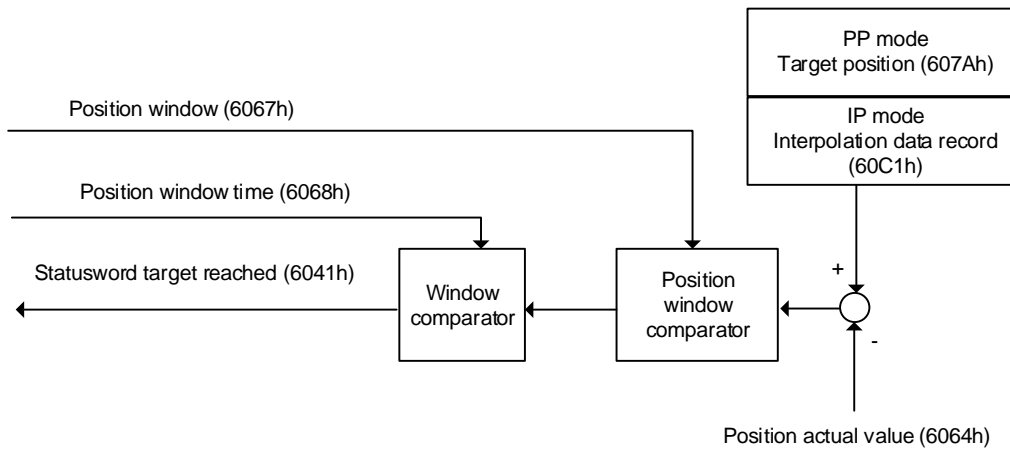 PP mode
Target position (607Ah)
IP mode
Interpolation data record
(60C1h)
Position window (6067h)
Position window time (6068h)
Statusword target reached (6041h)
Window
comparator
Position
window
comparator
+
-
Position actual value (6064h)